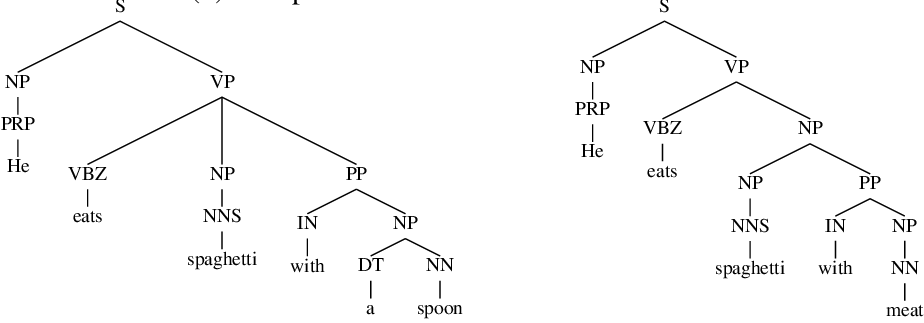 S
NP VP
PRP
He
VBZ NP PP
eats NNS IN NP
spaghetti with DT NN
a spoon
S
NP VP
PRP VBZ NP
He eats
NP PP
NNS IN NP
spaghetti with NN
meat